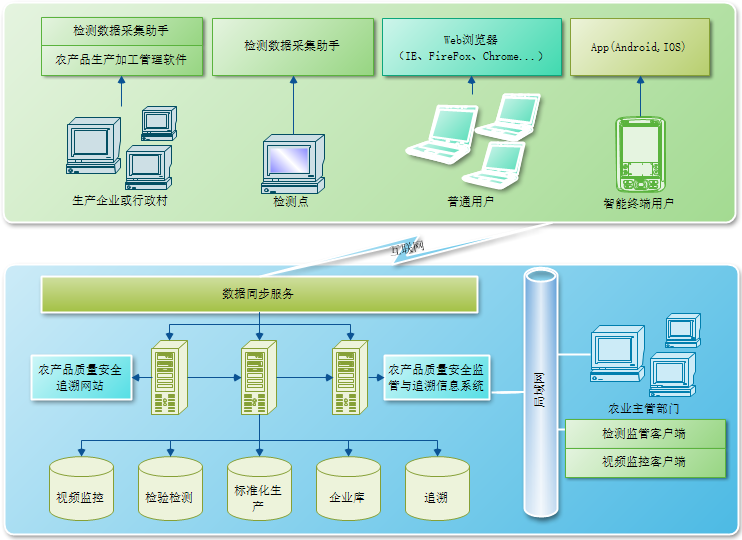 检测数据采集助手
农产品生产加工管理软件
检测数据采集助手
Web浏览器
（IE、FireFox、Chrome...）
App(Android,IOS)
生产企业或行政村
检测点
普通用户
智能终端用户
互联网
数据同步服务
农产品质量安全
追溯网站
农产品质量安全监
管与追溯信息系统
区域网
农业主管部门
检测监管客户端
视频监控客户端
视频监控
检验检测
标准化生
产
企业库
追溯